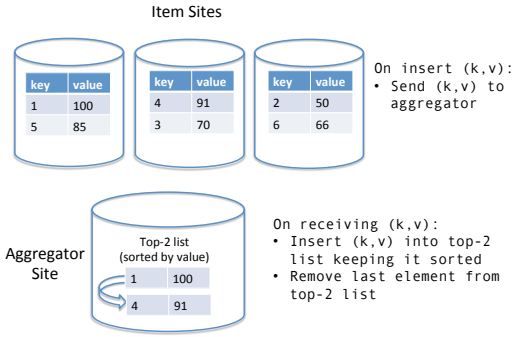 Item Sites
key value
1 100
5 85
key value
4 91
3 70
key value
2 50
6 66
On insert (k,v):
• Send (k,v) to
aggregator
Aggregator
Site
Top-2 list
(sorted by value)
1 100
4 91
On receiving (k,v):
• Insert (k,v) into top-2
list keeping it sorted
• Remove last element from
top-2 list